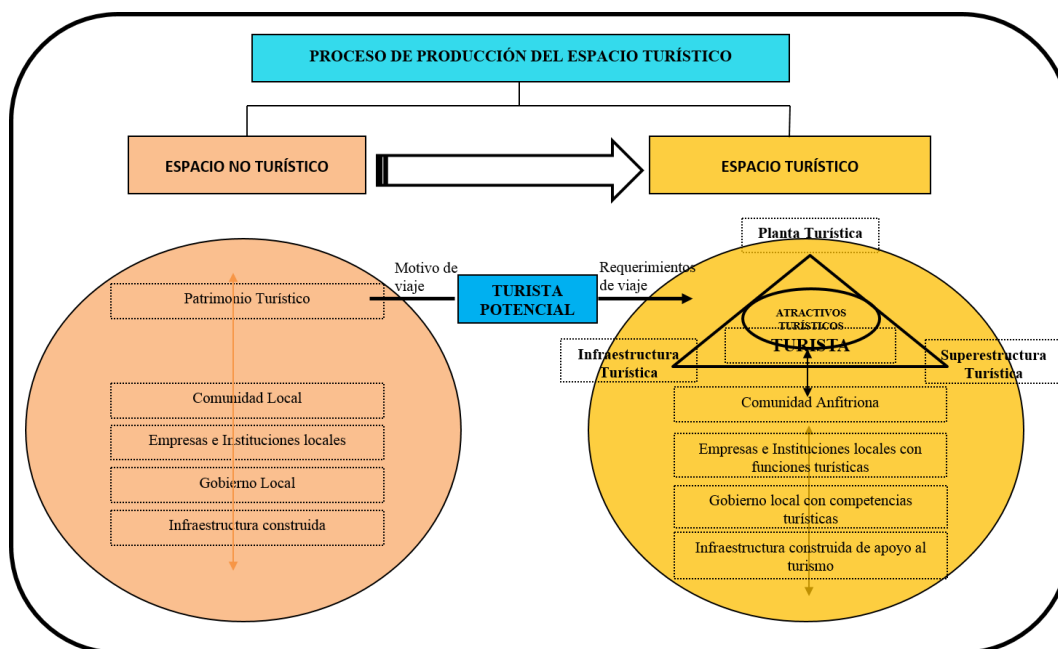 PROCESO DE PRODUCCIÓN DEL ESPACIO TURÍSTICO
ESPACIO NO TURÍSTICO
ESPACIO TURÍSTICO
Patrimonio Turístico
Comunidad Local
Empresas e Instituciones locales
Gobierno Local
Infraestructura construida
Motivo de
viaje
TURISTA
POTENCIAL
Requerimientos
de viaje
Planta Turística
ATRACTIVOS
TURÍSTICOS
TURISTA
Infraestructura
Turística
Superestructura
Turística
Comunidad Anfitriona
Empresas e Instituciones locales con
funciones turísticas
Gobierno local con competencias
turísticas
Infraestructura construida de apoyo al
turismo